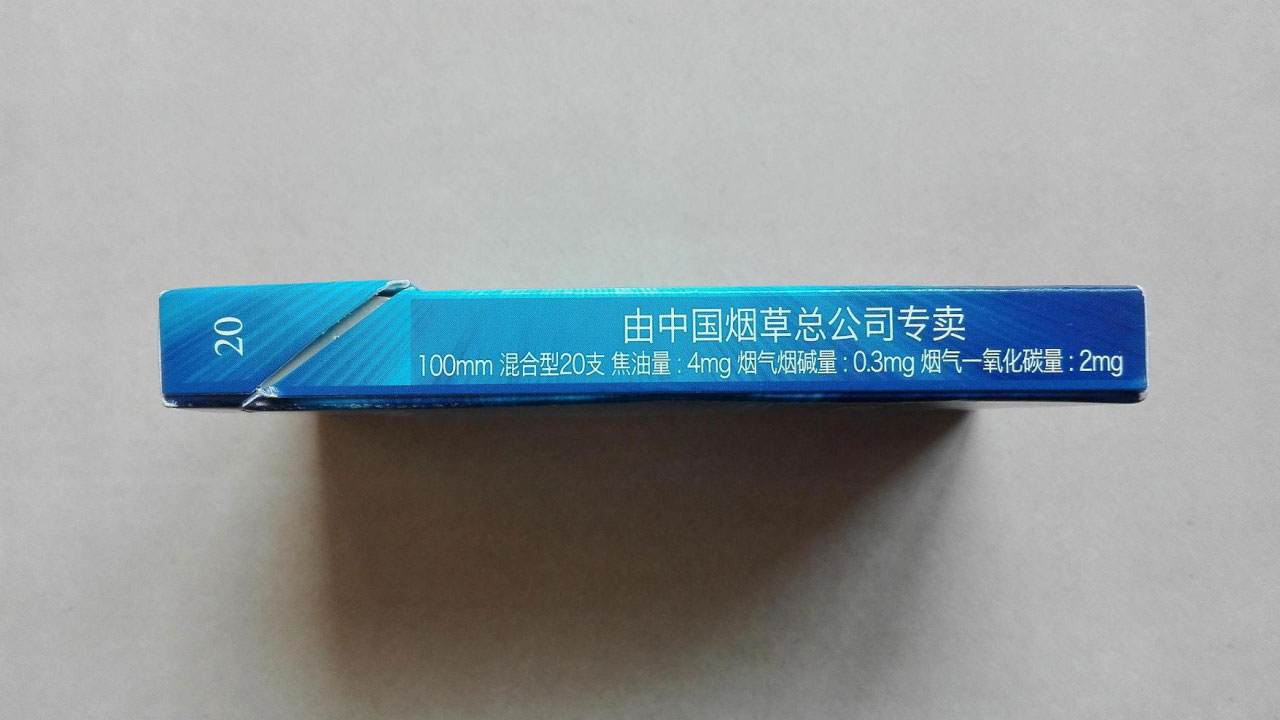 20
由中国烟草总公司专卖
100mm 混合型20支 焦油量 : 4mg 烟气烟碱量 : 0.3mg 烟气一氧化碳量 : 2mg